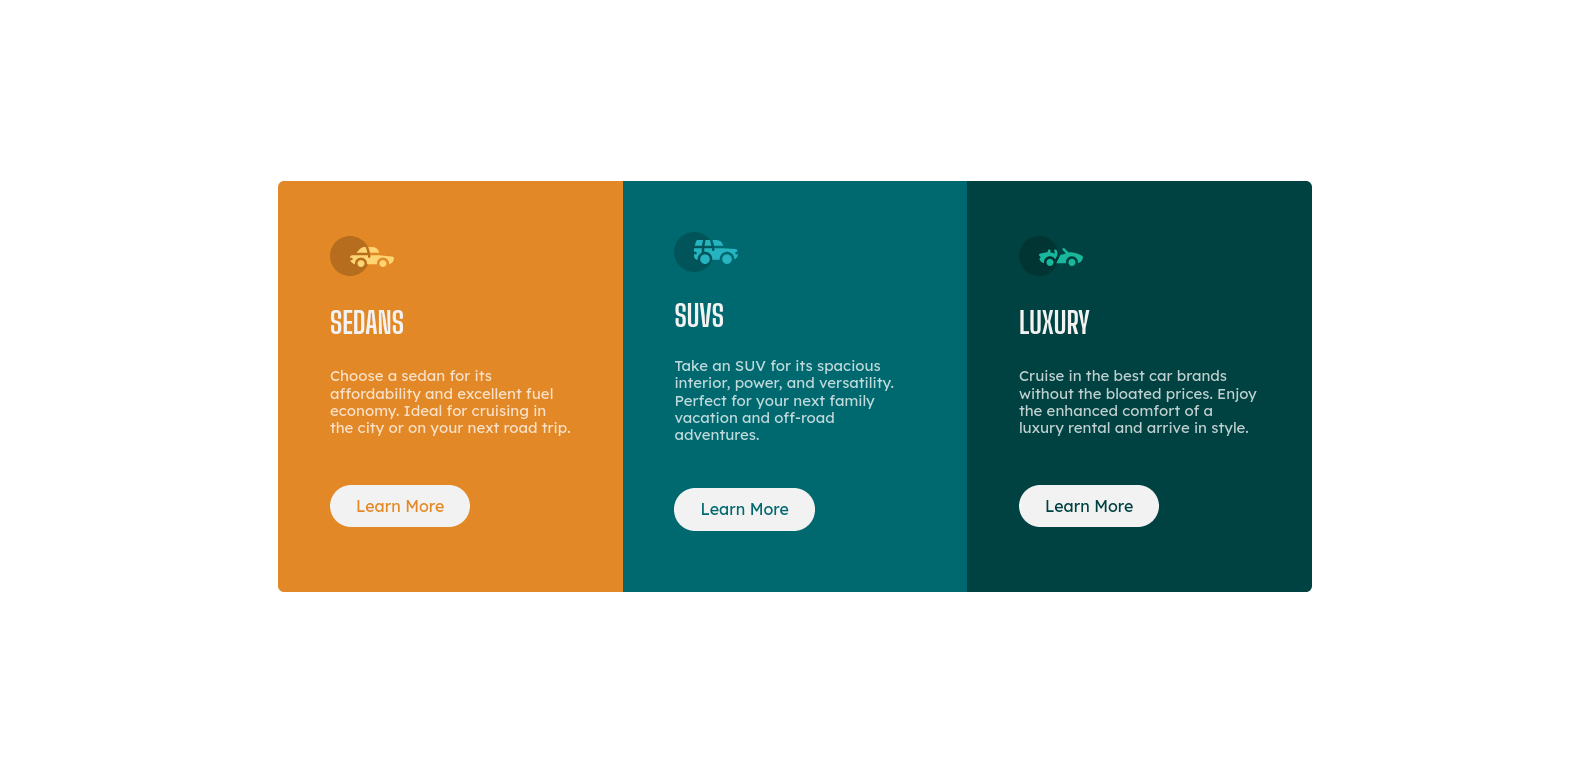 SEDANS
Choose a sedan for its
affordability and excellent fuel
economy. Ideal for cruising in
the city or on your next road trip.
Learn More
SUVS
Take an SUV for its spacious
interior, power, and versatility.
Perfect for your next family
vacation and off-road
adventures.
Learn More
LUXURY
Cruise in the best car brands
without the bloated prices. Enjoy
the enhanced comfort of a
luxury rental and arrive in style.
Learn More